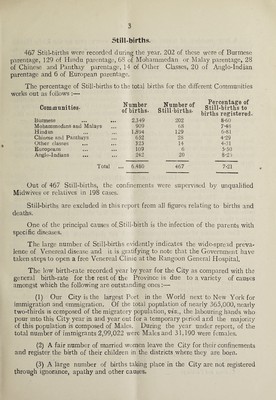 3
Still-births.
467 Still-births were recorded during the year. 202 of these were of Burmese
parentage, 129 of Hindu parentage, 68 of Mohammedan or Malay parentage, 28
of Chinese and Panthay parentage, 14 of Other Classes, 20 of Anglo-Indian
parentage and 6 of European parentage.
The percentage of Still-births to the total births for the different Communities
works out as follows :—
Communities. Number of births. Number of Still-births. Percentage of Still-births to births registered.
Burmese ... 2,349 202 8·60
Mohammedans and Malays ... 909 68 7·48
Hindus ... 1,894 129 6·81
Chinese and Panthays ... 652 28 4·29
Other classes ... 325 14 4·31
Europeans ... 109 6 5·50
Anglo-Indians ... 242 20 8·26
Total ... 6,480 467 7·21
Out of 467 Still-births, the confinements were supervised by unqualified
Midwives or relatives in 198 cases.
Still-births are excluded in this report from all figures relating to births and
deaths.
One of the principal causes of Still-birth is the infection of the parents with
specific diseases.
The large number of Still-births evidently indicates the wide-spread preva-
lence of Venereal disease and it is gratifying to note that the Government have
taken steps to open a free Venereal Clinic at the Rangoon General Hospital.
The low birth-rate recorded year by year for the City as compared with the
general birth-rate for the rest of the Province is due to a variety of causes
amongst which the following are outstanding ones :—
(1) Our City is the largest Port in the World next to New York for
immigration and emigration. Of the total population of nearly 365,000, nearly
two-thirds is composed of the migratory population, viz., the labouring hands who
pour into this City year in and year out for a temporary period and the majority
of this population is composed of Males. During the year under report, of the
total number of immigrants 2,99,022 were Males and 31,190 were females.
(2) A fair number of married women leave the City for their confinements
and register the birth of their children in the districts where they are born.
(3) A large number of births taking place in the City are not registered
through ignorance, apathy and other causes.